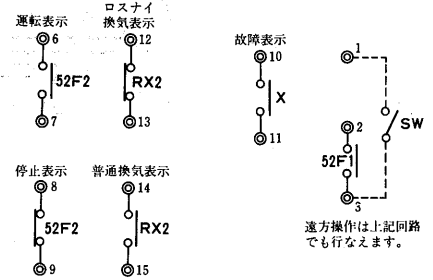 運転表示
ロスナイ
換気表示
故障表示
6
12
10
1
52F2
RX2
X
SW
7
13
11
2
52F1
3
停止表示
普通換気表示
8
14
52F2
RX2
9
15
遠方操作は上記回路
でも行なえます。